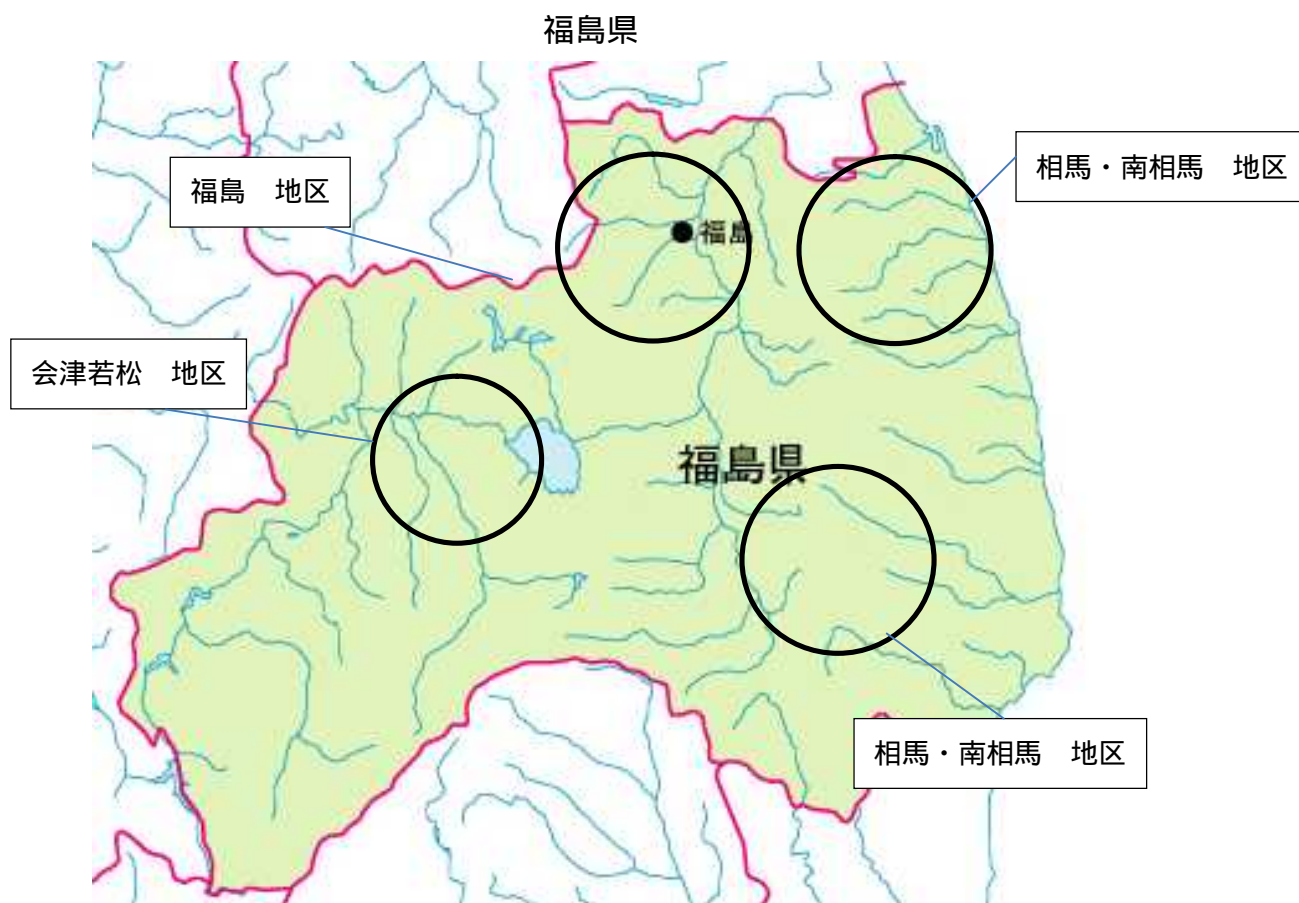 福島県
相馬・南相馬　地区
福島　地区
福島
会津若松　地区
福島県
相馬・南相馬　地区